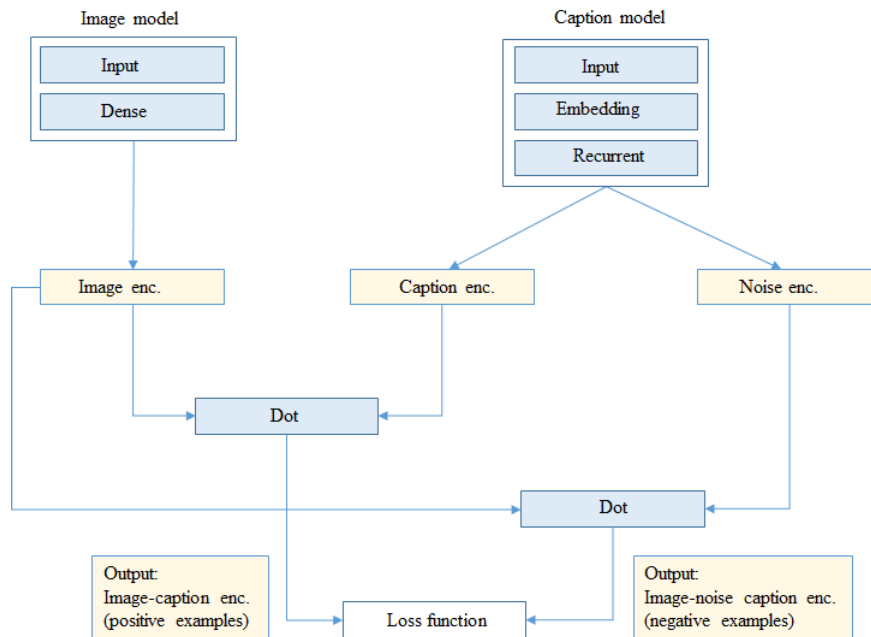 Image model
Caption model
Input
Dense
Input
Embedding
Recurrent
Image enc.
Caption enc.
Noise enc.
Dot
Dot
Output:
Image-caption enc.
(positive examples)
Loss function
Output:
Image-noise caption enc.
(negative examples)